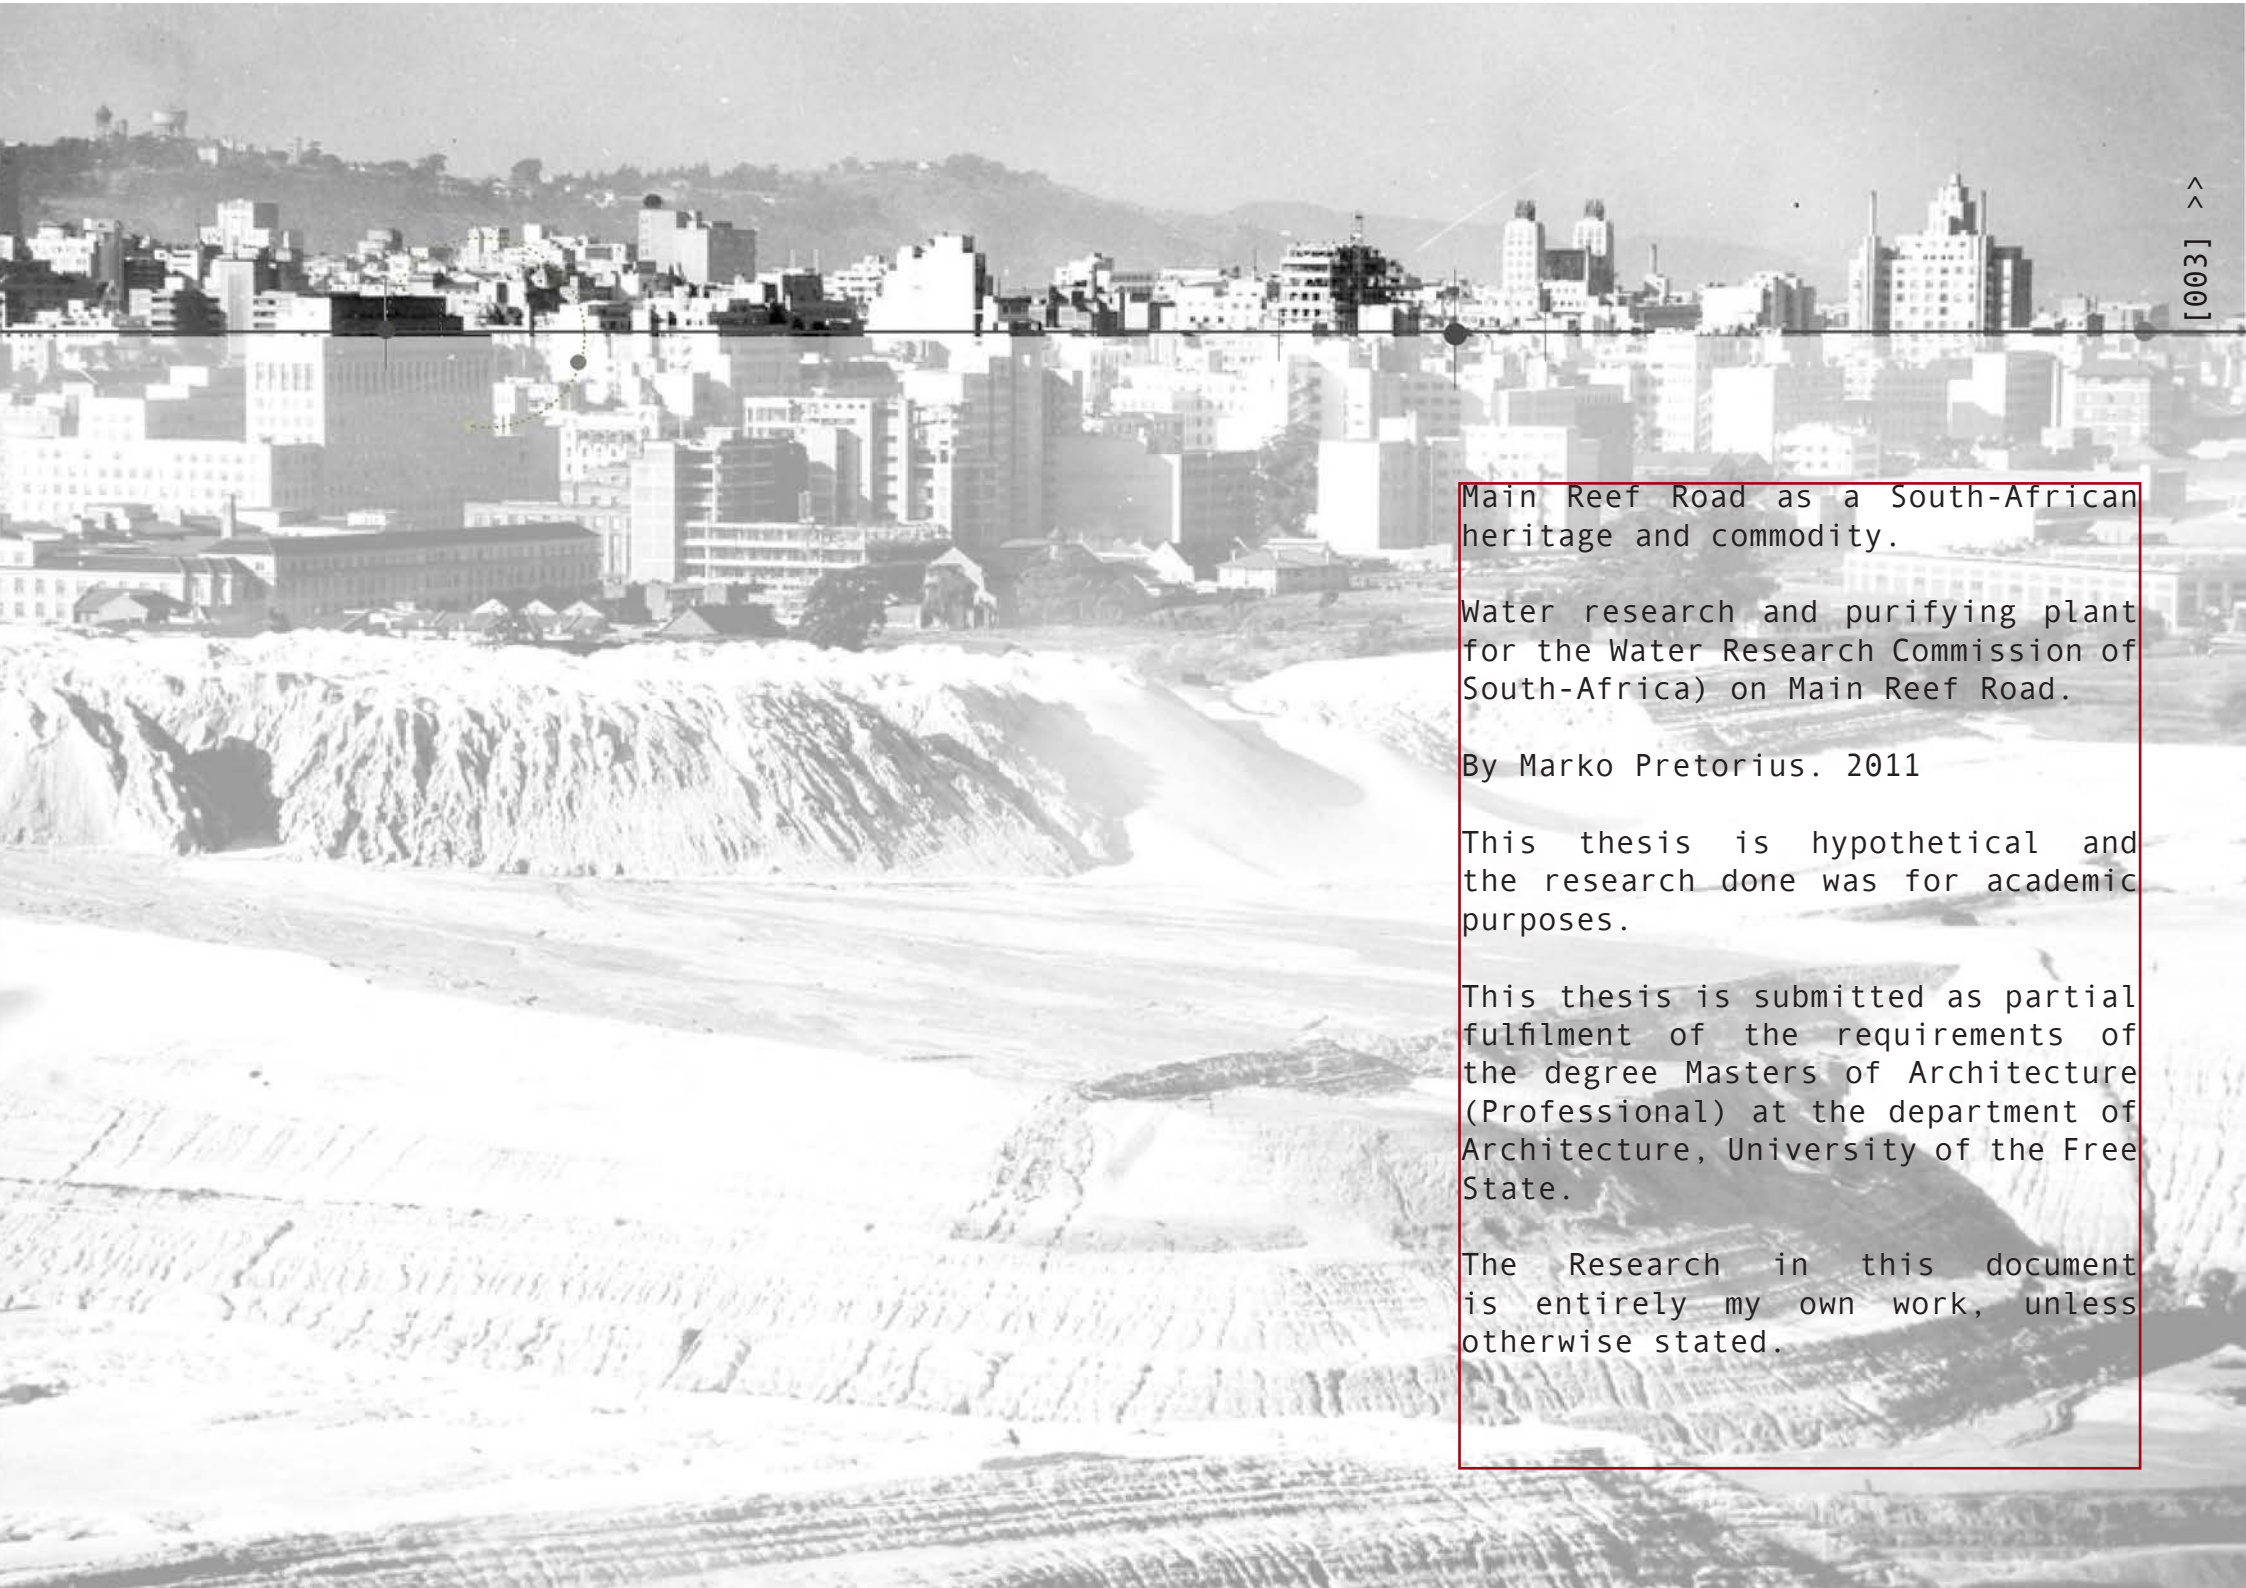 [003] >>
Main Reef Road as a South-African
heritage and commodity.
Water research and purifying plant
for the Water Research Commission of
South-Africa) on Main Reef Road.
By Marko Pretorius. 2011
This thesis is hypothetical and
the research done was for academic
purposes.
This thesis is submitted as partial
fulfilment of the requirements of
the degree Masters of Architecture
(Professional) at the department of
Architecture, University of the Free
State.
The Research in this document
is entirely my own work, unless
otherwise stated.